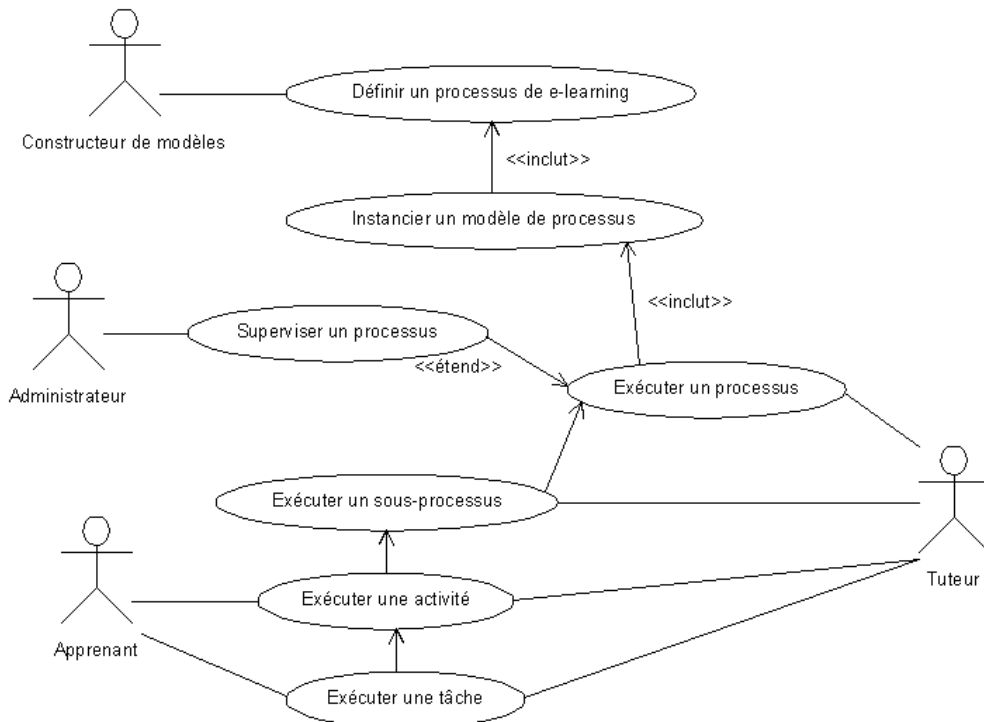 Définir un processus de e-learning
Constructeur de modèles
<<inclut>>
Instancier un modèle de processus
<<inclut>>
Superviser un processus
<<étend>>
Exécuter un processus
Administrateur
Exécuter un sous-processus
Tuteur
Exécuter une activité
Apprenant
Exécuter une tâche